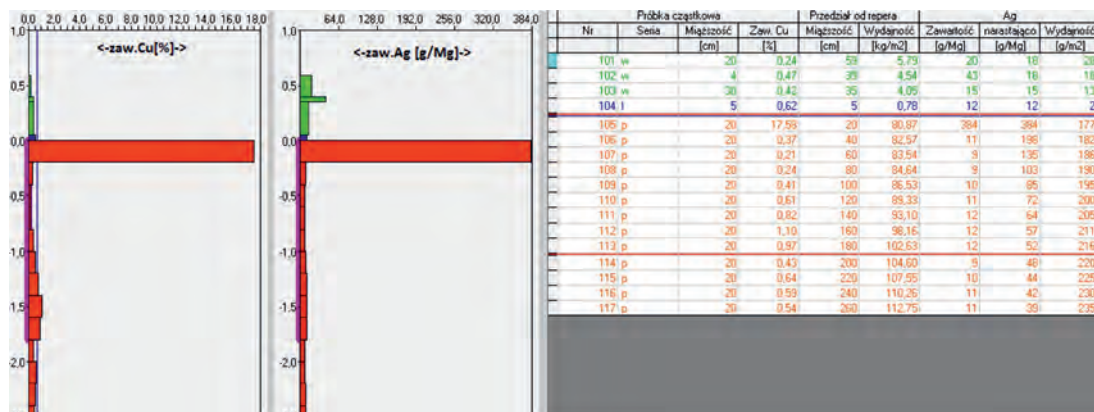 0.0 2.0 4.0 6.0 8.0 10.0 12.0 14.0 16.0 18.0
1,0
<-zaw.Cu[%]->
0,5
0,0
-0,5
-1,0
-1,5
-2,0
64,0 128.0 192.0 256.0 320.0 384.0
1,0
<-zaw.Ag [g/Mg]->
0,5
0,0
-0,5
-1,0
-1,5
-2,0
Próbka cząstkowa Przedział od repera Ag
Nr Seria Miąższość Zaw. Cu Miąższość Wydajność Zawartość narastająco Wydajność
[cm] [%] [cm] [kg/m2] [g/Mg] [g/Mg] [g/m2]
101 w 20 0,24 59 5,79 20 18 28
102 w 4 0,47 39 4,54 43 18 18
103 w 30 0,42 35 4,05 15 15 13
104 l 5 0,62 5 0,78 12 12 2
105 p 20 17,59 20 80,87 384 384 177
106 p 20 0,37 40 82,57 11 198 182
107 p 20 0,21 60 83,54 9 135 186
108 p 20 0,24 80 84,64 9 103 190
109 p 20 0,41 100 86,53 10 85 195
110 p 20 0,61 120 89,33 11 72 200
111 p 20 0,82 140 93,10 12 64 205
112 p 20 1,10 160 98,16 12 57 211
113 p 20 0,97 180 102,63 12 52 216
114 p 20 0,43 200 104,60 9 48 220
115 p 20 0,64 220 107,55 10 44 225
116 p 20 0,59 240 110,26 11 42 230
117 p 20 0,54 260 112,75 11 39 235